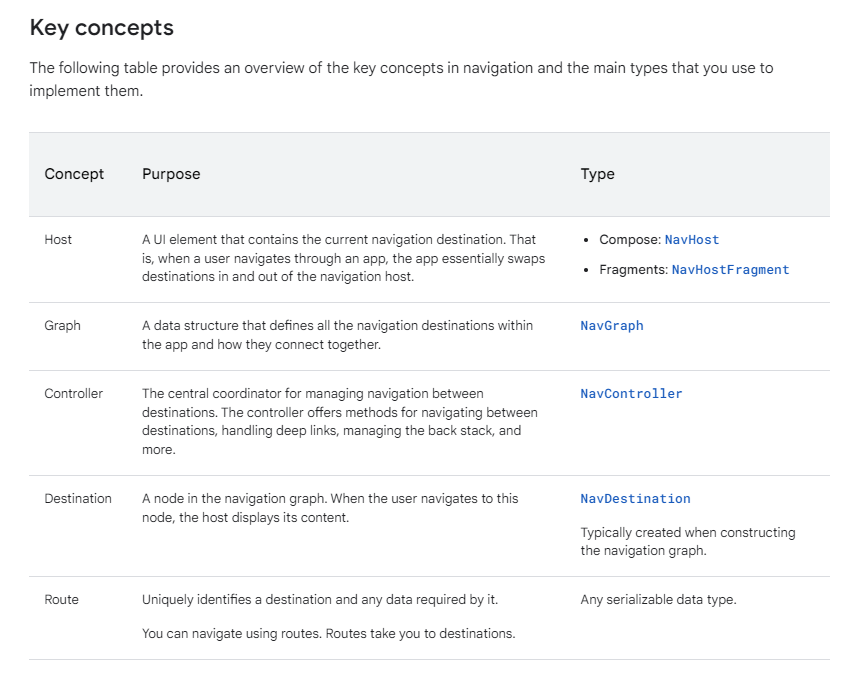 Key concepts
The following table provides an overview of the key concepts in navigation and the main types that you use to
implement them.
Concept Purpose Type
Host
A UI element that contains the current navigation destination. That
is, when a user navigates through an app, the app essentially swaps
destinations in and out of the navigation host.
• Compose: NavHost
• Fragments: NavHostFragment
Graph
A data structure that defines all the navigation destinations within
the app and how they connect together.
NavGraph
Controller
The central coordinator for managing navigation between
destinations. The controller offers methods for navigating between
destinations, handling deep links, managing the back stack, and
more.
NavController
Destination
A node in the navigation graph. When the user navigates to this
node, the host displays its content.
NavDestination
Typically created when constructing
the navigation graph.
Route
Uniquely identifies a destination and any data required by it.
You can navigate using routes. Routes take you to destinations.
Any serializable data type.